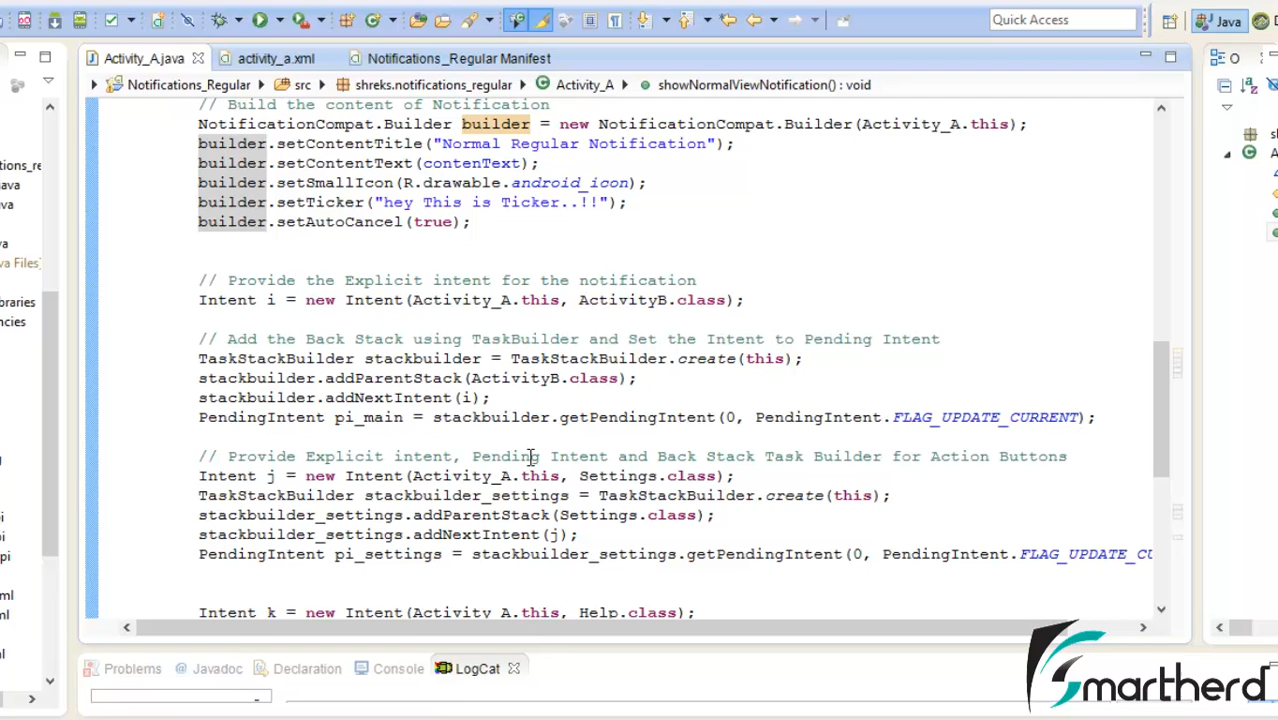 Quick Access
Java
Activity_A.java
activity_a.xml
Notifications_Regular Manifest
Notifications_Regular
src
shreks.notifications_regular
Activity_A
showNormalViewNotification() : void
// Build the content of Notification
NotificationCompat.Builder builder = new NotificationCompat.Builder(Activity_A.this);
builder.setContentTitle("Normal Regular Notification");
builder.setContentText(contenText);
builder.setSmallIcon(R.drawable.android_icon);
builder.setTicker("hey This is Ticker..!!");
builder.setAutoCancel(true);
// Provide the Explicit intent for the notification
Intent i = new Intent(Activity_A.this, ActivityB.class);
// Add the Back Stack using TaskBuilder and Set the Intent to Pending Intent
TaskStackBuilder stackbuilder = TaskStackBuilder.create(this);
stackbuilder.addParentStack(ActivityB.class);
stackbuilder.addNextIntent(i);
PendingIntent pi_main = stackbuilder.getPendingIntent(0, PendingIntent.FLAG_UPDATE_CURRENT);
// Provide Explicit intent, Pending Intent and Back Stack Task Builder for Action Buttons
Intent j = new Intent(Activity_A.this, Settings.class);
TaskStackBuilder stackbuilder_settings = TaskStackBuilder.create(this);
stackbuilder_settings.addParentStack(Settings.class);
stackbuilder_settings.addNextIntent(j);
PendingIntent pi_settings = stackbuilder_settings.getPendingIntent(0, PendingIntent.FLAG_UPDATE_CU
Intent k = new Intent(Activity_A.this, Help.class);
Problems
Javadoc
Declaration
Console
LogCat
Smartherd